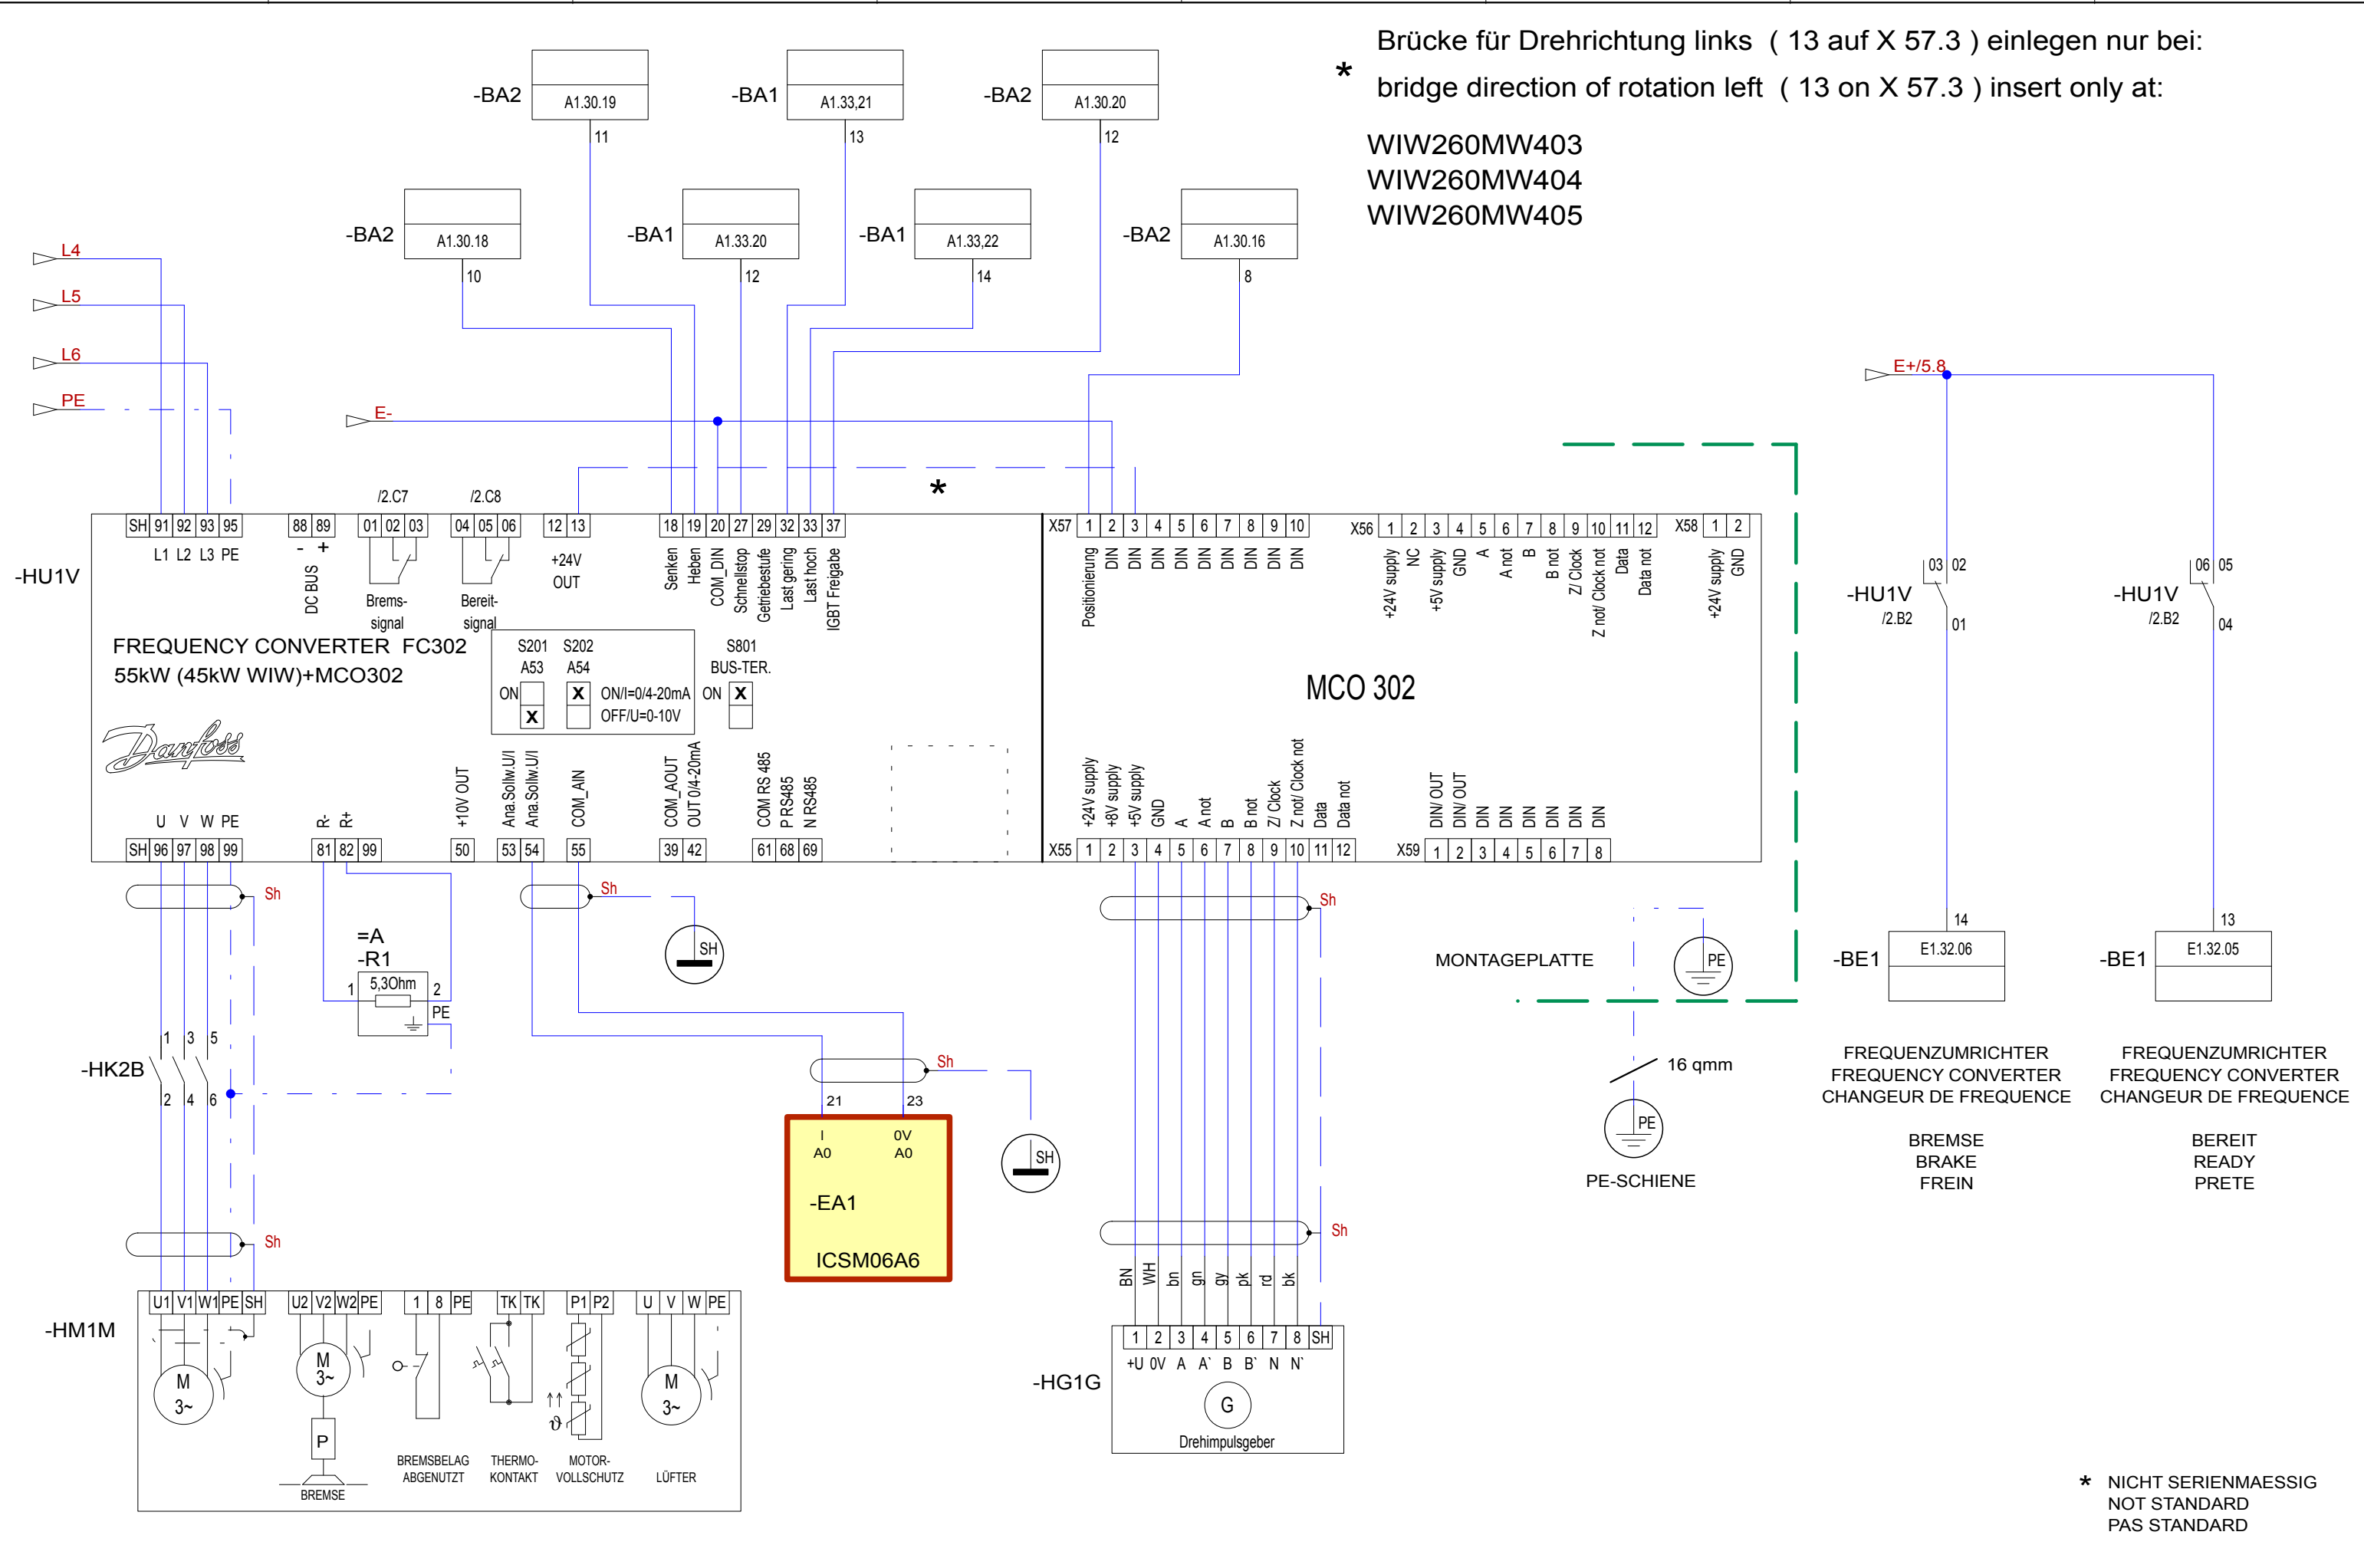 Brücke für Drehrichtung links ( 13 auf X 57.3 ) einlegen nur bei:
* bridge direction of rotation left ( 13 on X 57.3 ) insert only at:
WIW260MW403
WIW260MW404
WIW260MW405
-BA2 A1.30.19 11
-BA1 A1.33,21 13
-BA2 A1.30.20 12
-BA2 A1.30.18 10
-BA1 A1.33.20 12
-BA1 A1.33,22 14
-BA2 A1.30.16 8
L4
L5
L6
PE
E-
E+/5.8
*
/2.C7 /2.C8
-HU1V
SH 91 92 93 95 88 89 01 02 03 04 05 06 12 13 18 19 20 27 29 32 33 37
L1 L2 L3 PE
- +
DC BUS
Brems-
signal
Bereit-
signal
+24V
OUT
Senken
Heben
COM_DIN
Schnellstop
Getriebestufe
Last gering
Last hoch
IGBT Freigabe
X57 1 2 3 4 5 6 7 8 9 10
Positionierung
DIN
DIN
DIN
DIN
DIN
DIN
DIN
DIN
DIN
X56 1 2 3 4 5 6 7 8 9 10 11 12
+24V supply
NC
+5V supply
GND
A
A not
B
B not
Z/ Clock
Z not/ Clock not
Data
Data not
X58 1 2
+24V supply
GND
FREQUENCY CONVERTER FC302
55kW (45kW WIW)+MCO302
Danfoss
S201 S202
A53 A54
ON X ON/I=0/4-20mA
X OFF/U=0-10V
S801
BUS-TER.
ON X
MCO 302
U V W PE
R-
R+
+10V OUT
Ana.Sollw.U/I
Ana.Sollw.U/I
COM_AIN
COM_AOUT
OUT 0/4-20mA
COM RS 485
P RS485
N RS485
SH 96 97 98 99 81 82 99 50 53 54 55 39 42 61 68 69
+24V supply
+8V supply
+5V supply
GND
A
A not
B
B not
Z/ Clock
Z not/ Clock not
Data
Data not
X55 1 2 3 4 5 6 7 8 9 10 11 12
DIN/ OUT
DIN/ OUT
DIN
DIN
DIN
DIN
DIN
DIN
X59 1 2 3 4 5 6 7 8
-HU1V
/2.B2
03 02
01
-HU1V
/2.B2
06 05
04
Sh
Sh
SH
Sh
=A
-R1
5,3Ohm
1 2
PE
-HK2B
1 3 5
2 4 6
Sh
SH
21 23
I 0V
A0 A0
-EA1
ICSM06A6
MONTAGEPLATTE
PE
16 qmm
PE
PE-SCHIENE
14
-BE1 E1.32.06
13
-BE1 E1.32.05
FREQUENZUMRICHTER
FREQUENCY CONVERTER
CHANGEUR DE FREQUENCE
BREMSE
BRAKE
FREIN
FREQUENZUMRICHTER
FREQUENCY CONVERTER
CHANGEUR DE FREQUENCE
BEREIT
READY
PRETE
Sh
Sh
BN
WH
bn
gn
gy
pk
rd
bk
-HM1M
U1 V1 W1 PE SH U2 V2 W2 PE 1 8 PE TK TK P1 P2 U V W PE
M
3~
M
3~
P
BREMSE
BREMSBELAG
ABGENUTZT
THERMO-
KONTAKT
ϑ
MOTOR-
VOLLSCHUTZ
M
3~
LÜFTER
-HG1G
1 2 3 4 5 6 7 8 SH
+U 0V A A` B B` N N`
G
Drehimpulsgeber
* NICHT SERIENMAESSIG
NOT STANDARD
PAS STANDARD